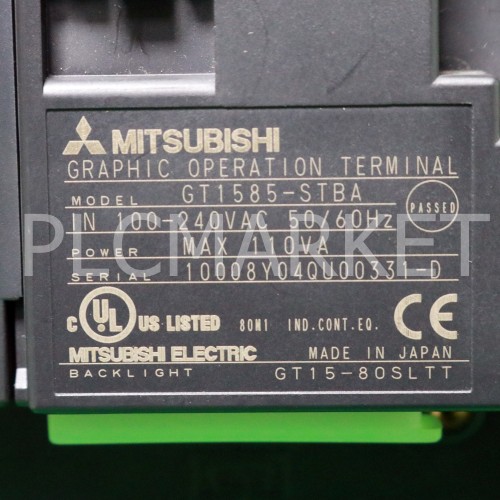 MITSUBISHI
GRAPHIC OPERATION TERMINAL
MODEL GT1585-STBA
PASSED
IN 100-240VAC 50/60Hz
POWER MAX 110VA
SERIAL 10008Y04QU0033L-D
PLCMARKET
C UL US LISTED 80M1 IND.CONT.EQ. CE
MITSUBISHI ELECTRIC MADE IN JAPAN
BACKLIGHT GT15-80SLTT